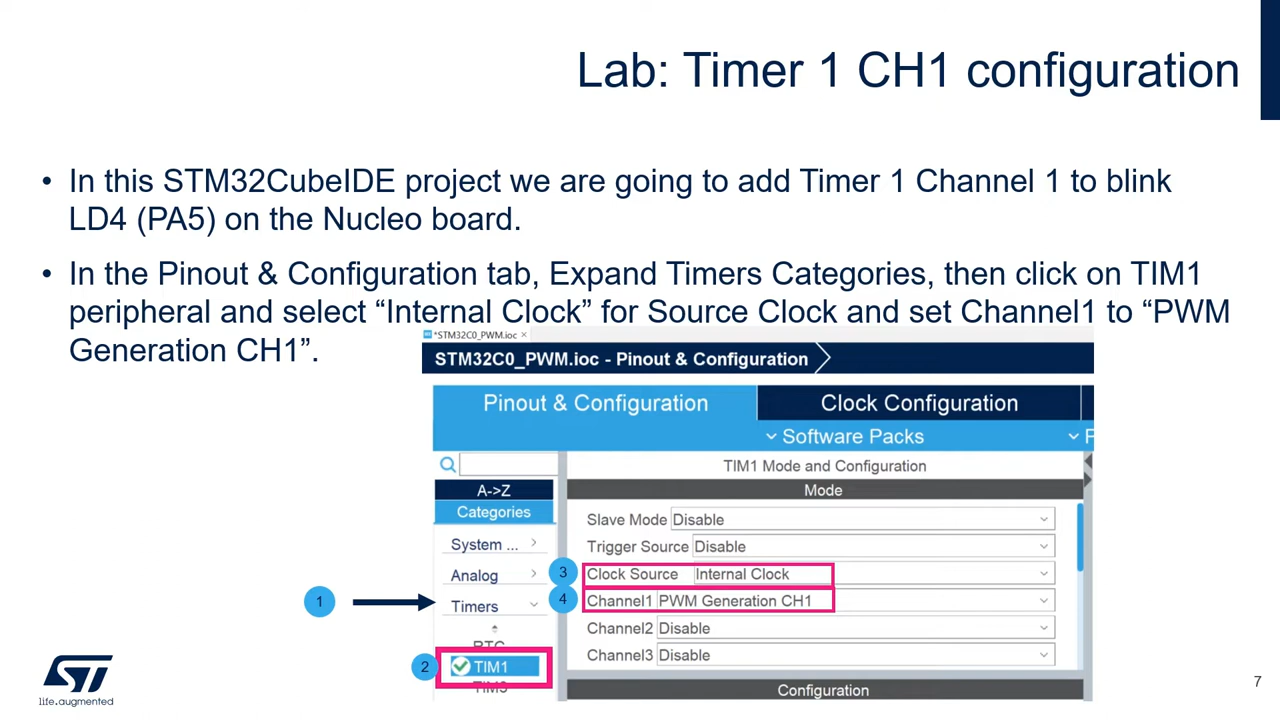 Lab: Timer 1 CH1 configuration
• In this STM32CubeIDE project we are going to add Timer 1 Channel 1 to blink
LD4 (PA5) on the Nucleo board.
• In the Pinout & Configuration tab, Expand Timers Categories, then click on TIM1
peripheral and select “Internal Clock” for Source Clock and set Channel1 to “PWM
Generation CH1”.
*STM32C0_PWM.ioc ×
STM32C0_PWM.ioc - Pinout & Configuration
Pinout & Configuration
Clock Configuration
Software Packs
TIM1 Mode and Configuration
A->Z
Categories
System ...
Analog
1
Timers
RTC
2
TIM1
TIM3
Mode
Slave Mode Disable
Trigger Source Disable
3
Clock Source Internal Clock
4
Channel1 PWM Generation CH1
Channel2 Disable
Channel3 Disable
Configuration
ST
life.augmented
7